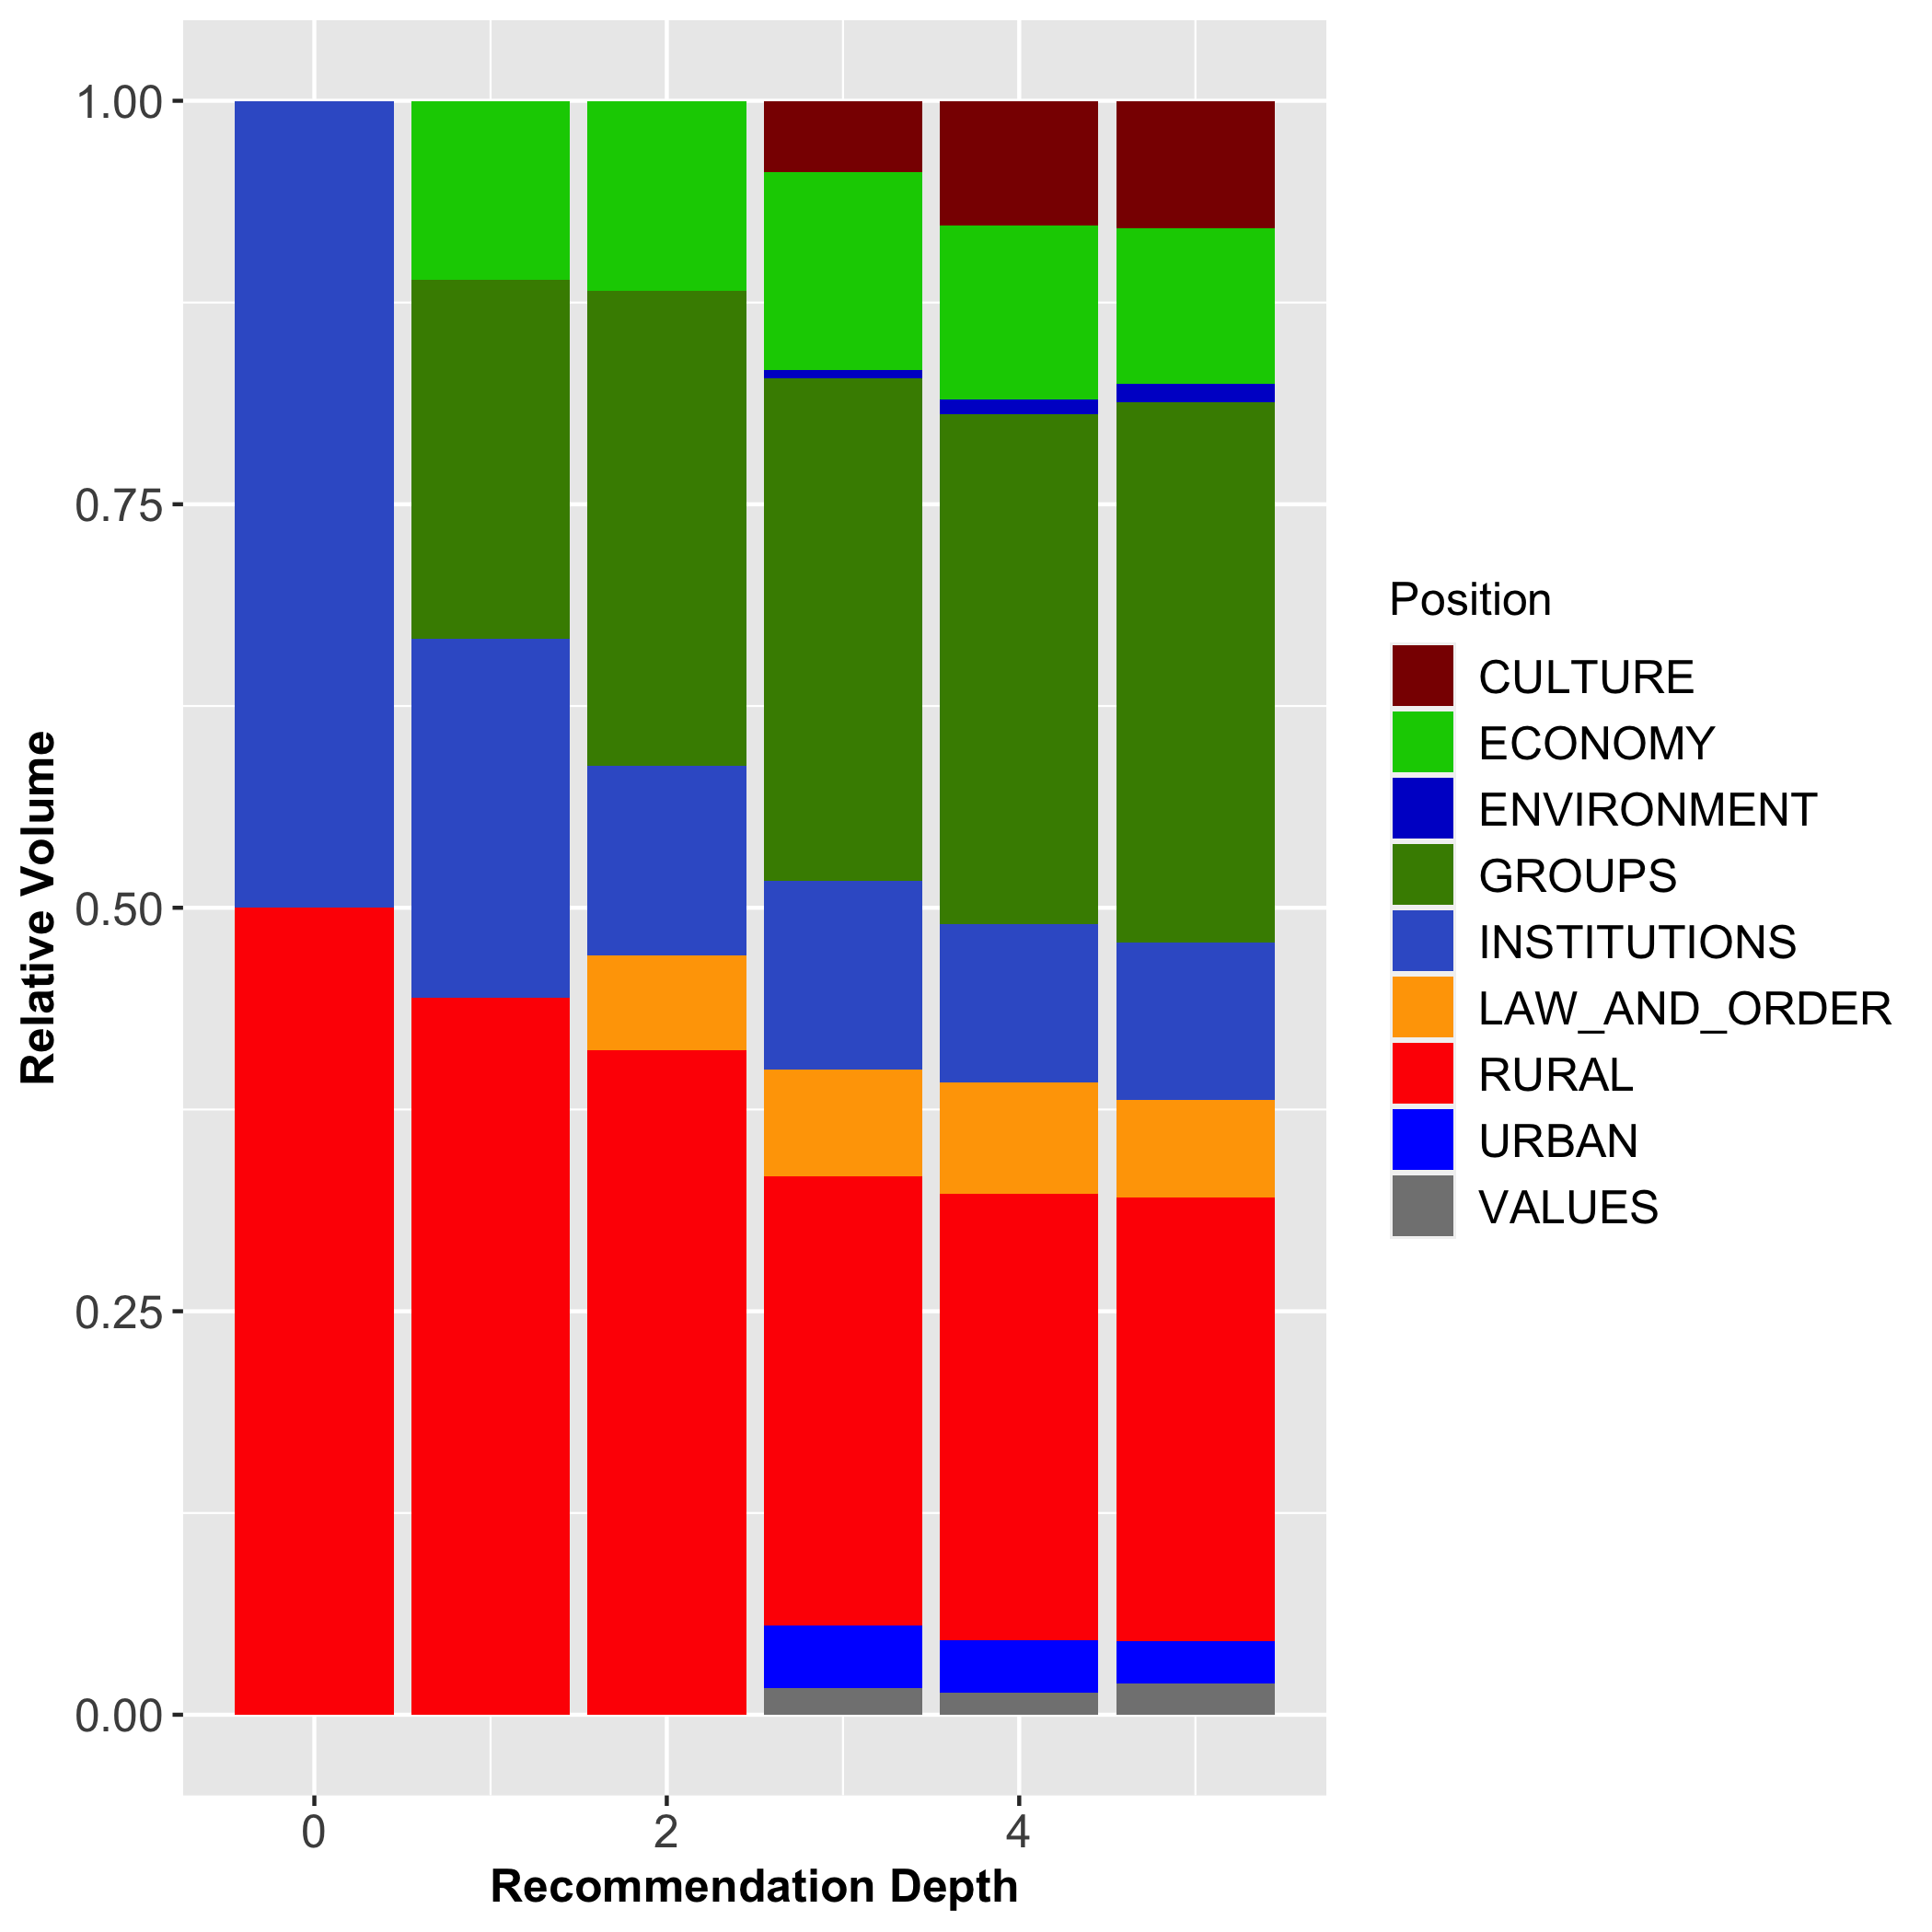 1.00
0.75
0.50
0.25
0.00
Relative Volume
0
2
4
Recommendation Depth
Position
CULTURE
ECONOMY
ENVIRONMENT
GROUPS
INSTITUTIONS
LAW_AND_ORDER
RURAL
URBAN
VALUES